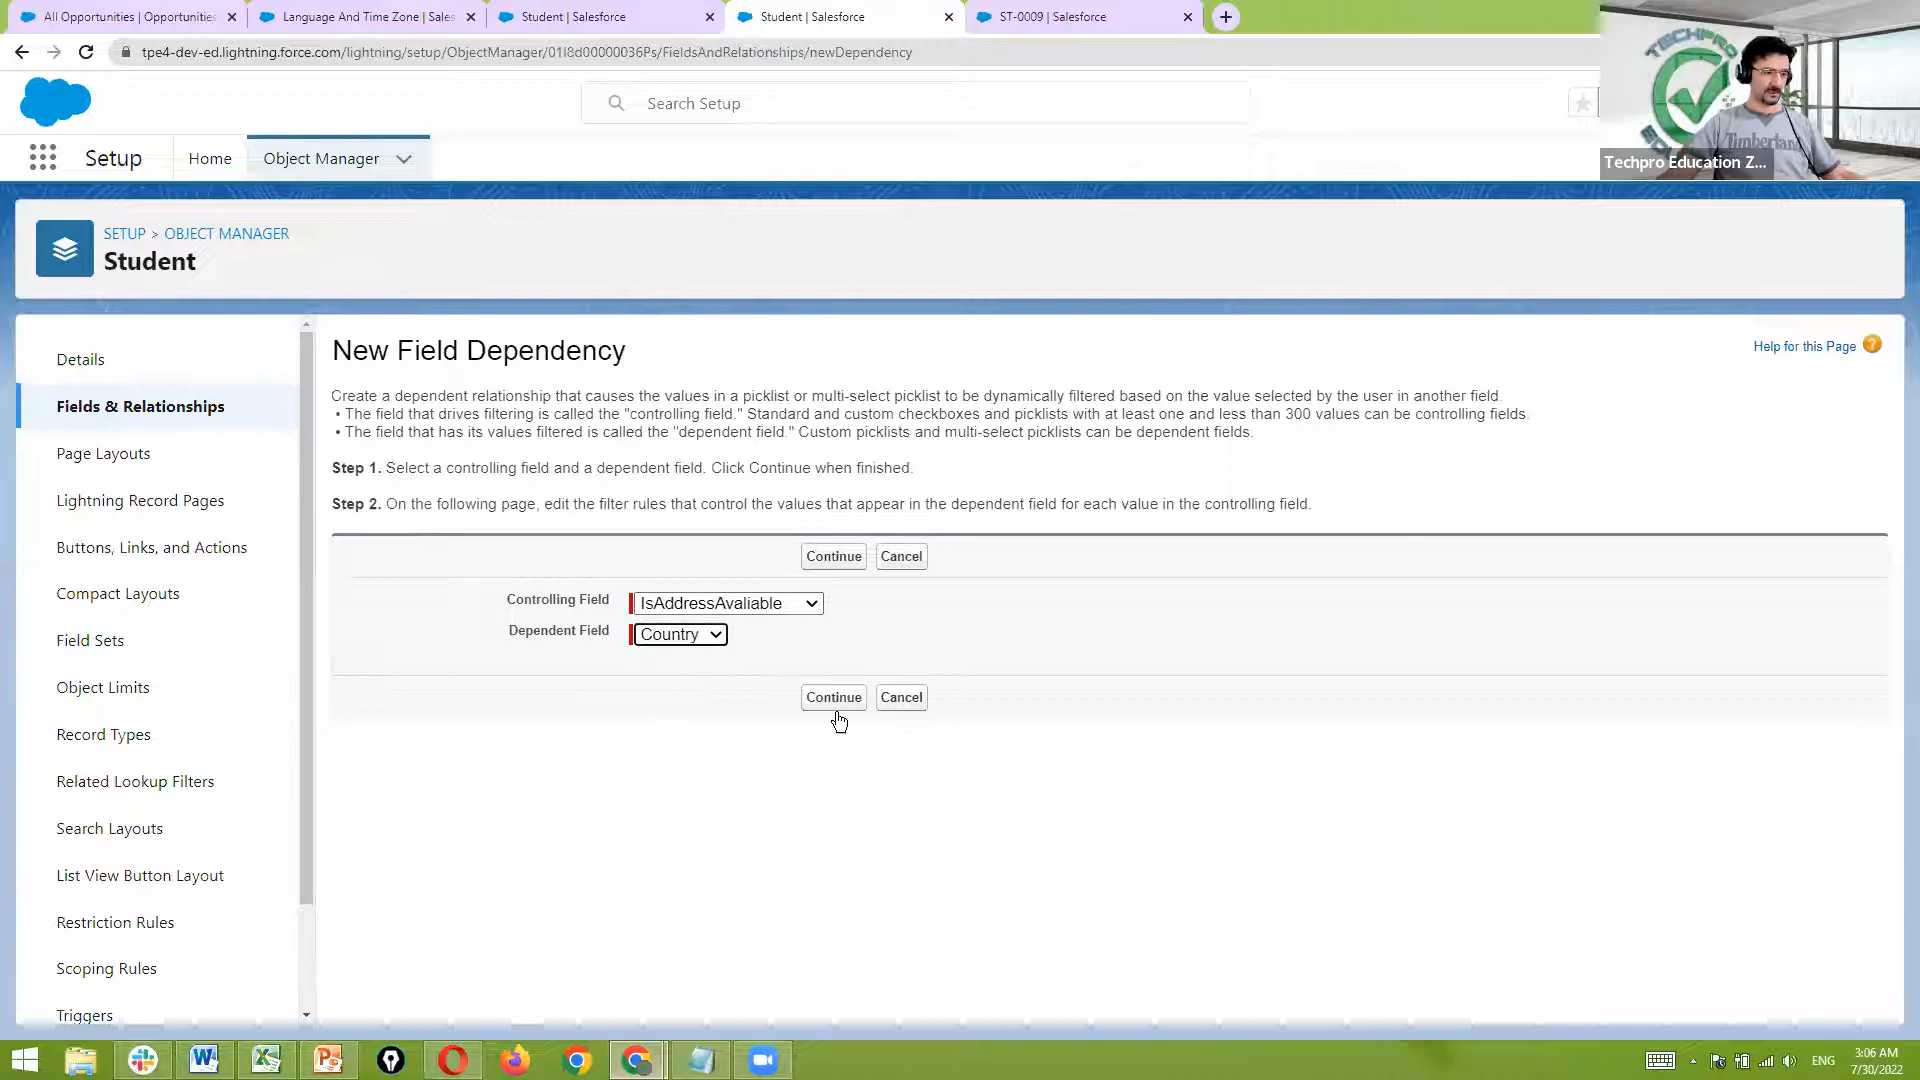 All Opportunities | Opportunities
Language And Time Zone | Sales
Student | Salesforce
Student | Salesforce
ST-0009 | Salesforce
tpe4-dev-ed.lightning.force.com/lightning/setup/ObjectManager/01I8d00000036Ps/FieldsAndRelationships/newDependency
Search Setup
TECHPRO
Timberland
Techpro Education Z...
Setup
Home
Object Manager
SETUP > OBJECT MANAGER
Student
Details
Fields & Relationships
Page Layouts
Lightning Record Pages
Buttons, Links, and Actions
Compact Layouts
Field Sets
Object Limits
Record Types
Related Lookup Filters
Search Layouts
List View Button Layout
Restriction Rules
Scoping Rules
Triggers
New Field Dependency
Help for this Page
Create a dependent relationship that causes the values in a picklist or multi-select picklist to be dynamically filtered based on the value selected by the user in another field.
• The field that drives filtering is called the "controlling field." Standard and custom checkboxes and picklists with at least one and less than 300 values can be controlling fields.
• The field that has its values filtered is called the "dependent field." Custom picklists and multi-select picklists can be dependent fields.
Step 1. Select a controlling field and a dependent field. Click Continue when finished.
Step 2. On the following page, edit the filter rules that control the values that appear in the dependent field for each value in the controlling field.
Continue Cancel
Controlling Field IsAddressAvaliable
Dependent Field Country
Continue Cancel
ENG
3:06 AM
7/30/2022